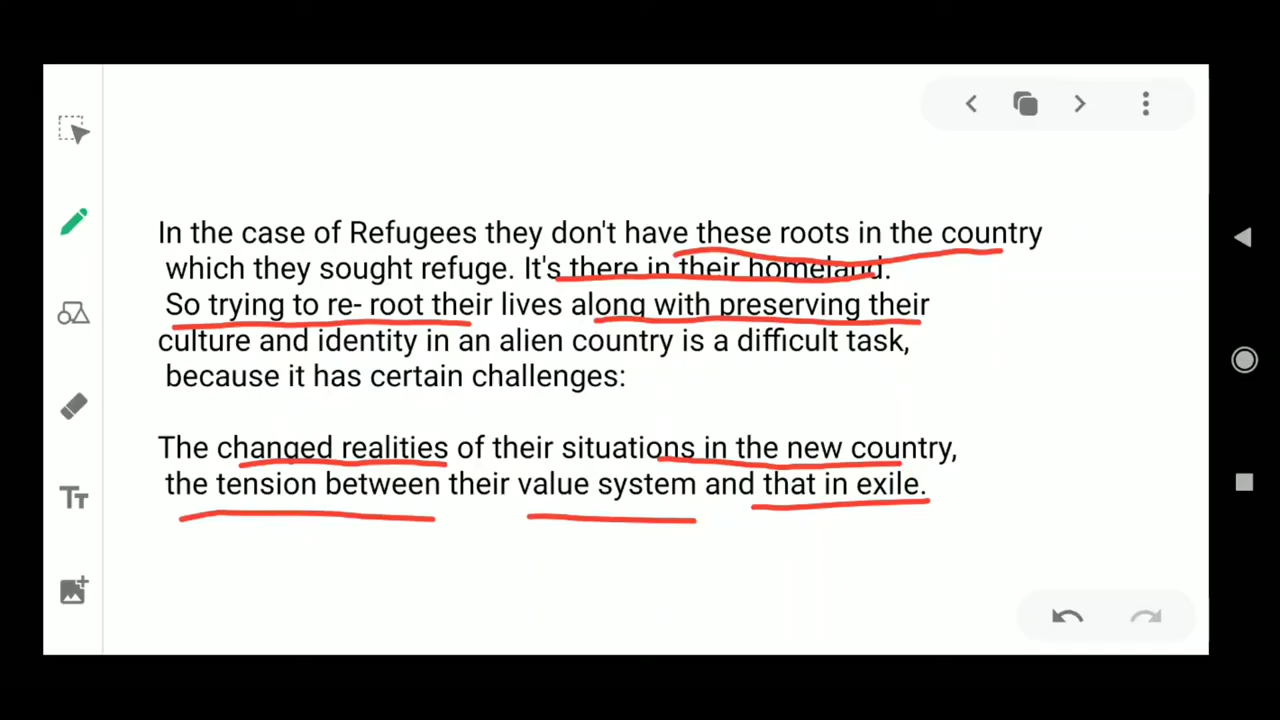 In the case of Refugees they don't have these roots in the country
which they sought refuge. It's there in their homeland.
So trying to re- root their lives along with preserving their
culture and identity in an alien country is a difficult task,
because it has certain challenges:
The changed realities of their situations in the new country,
the tension between their value system and that in exile.